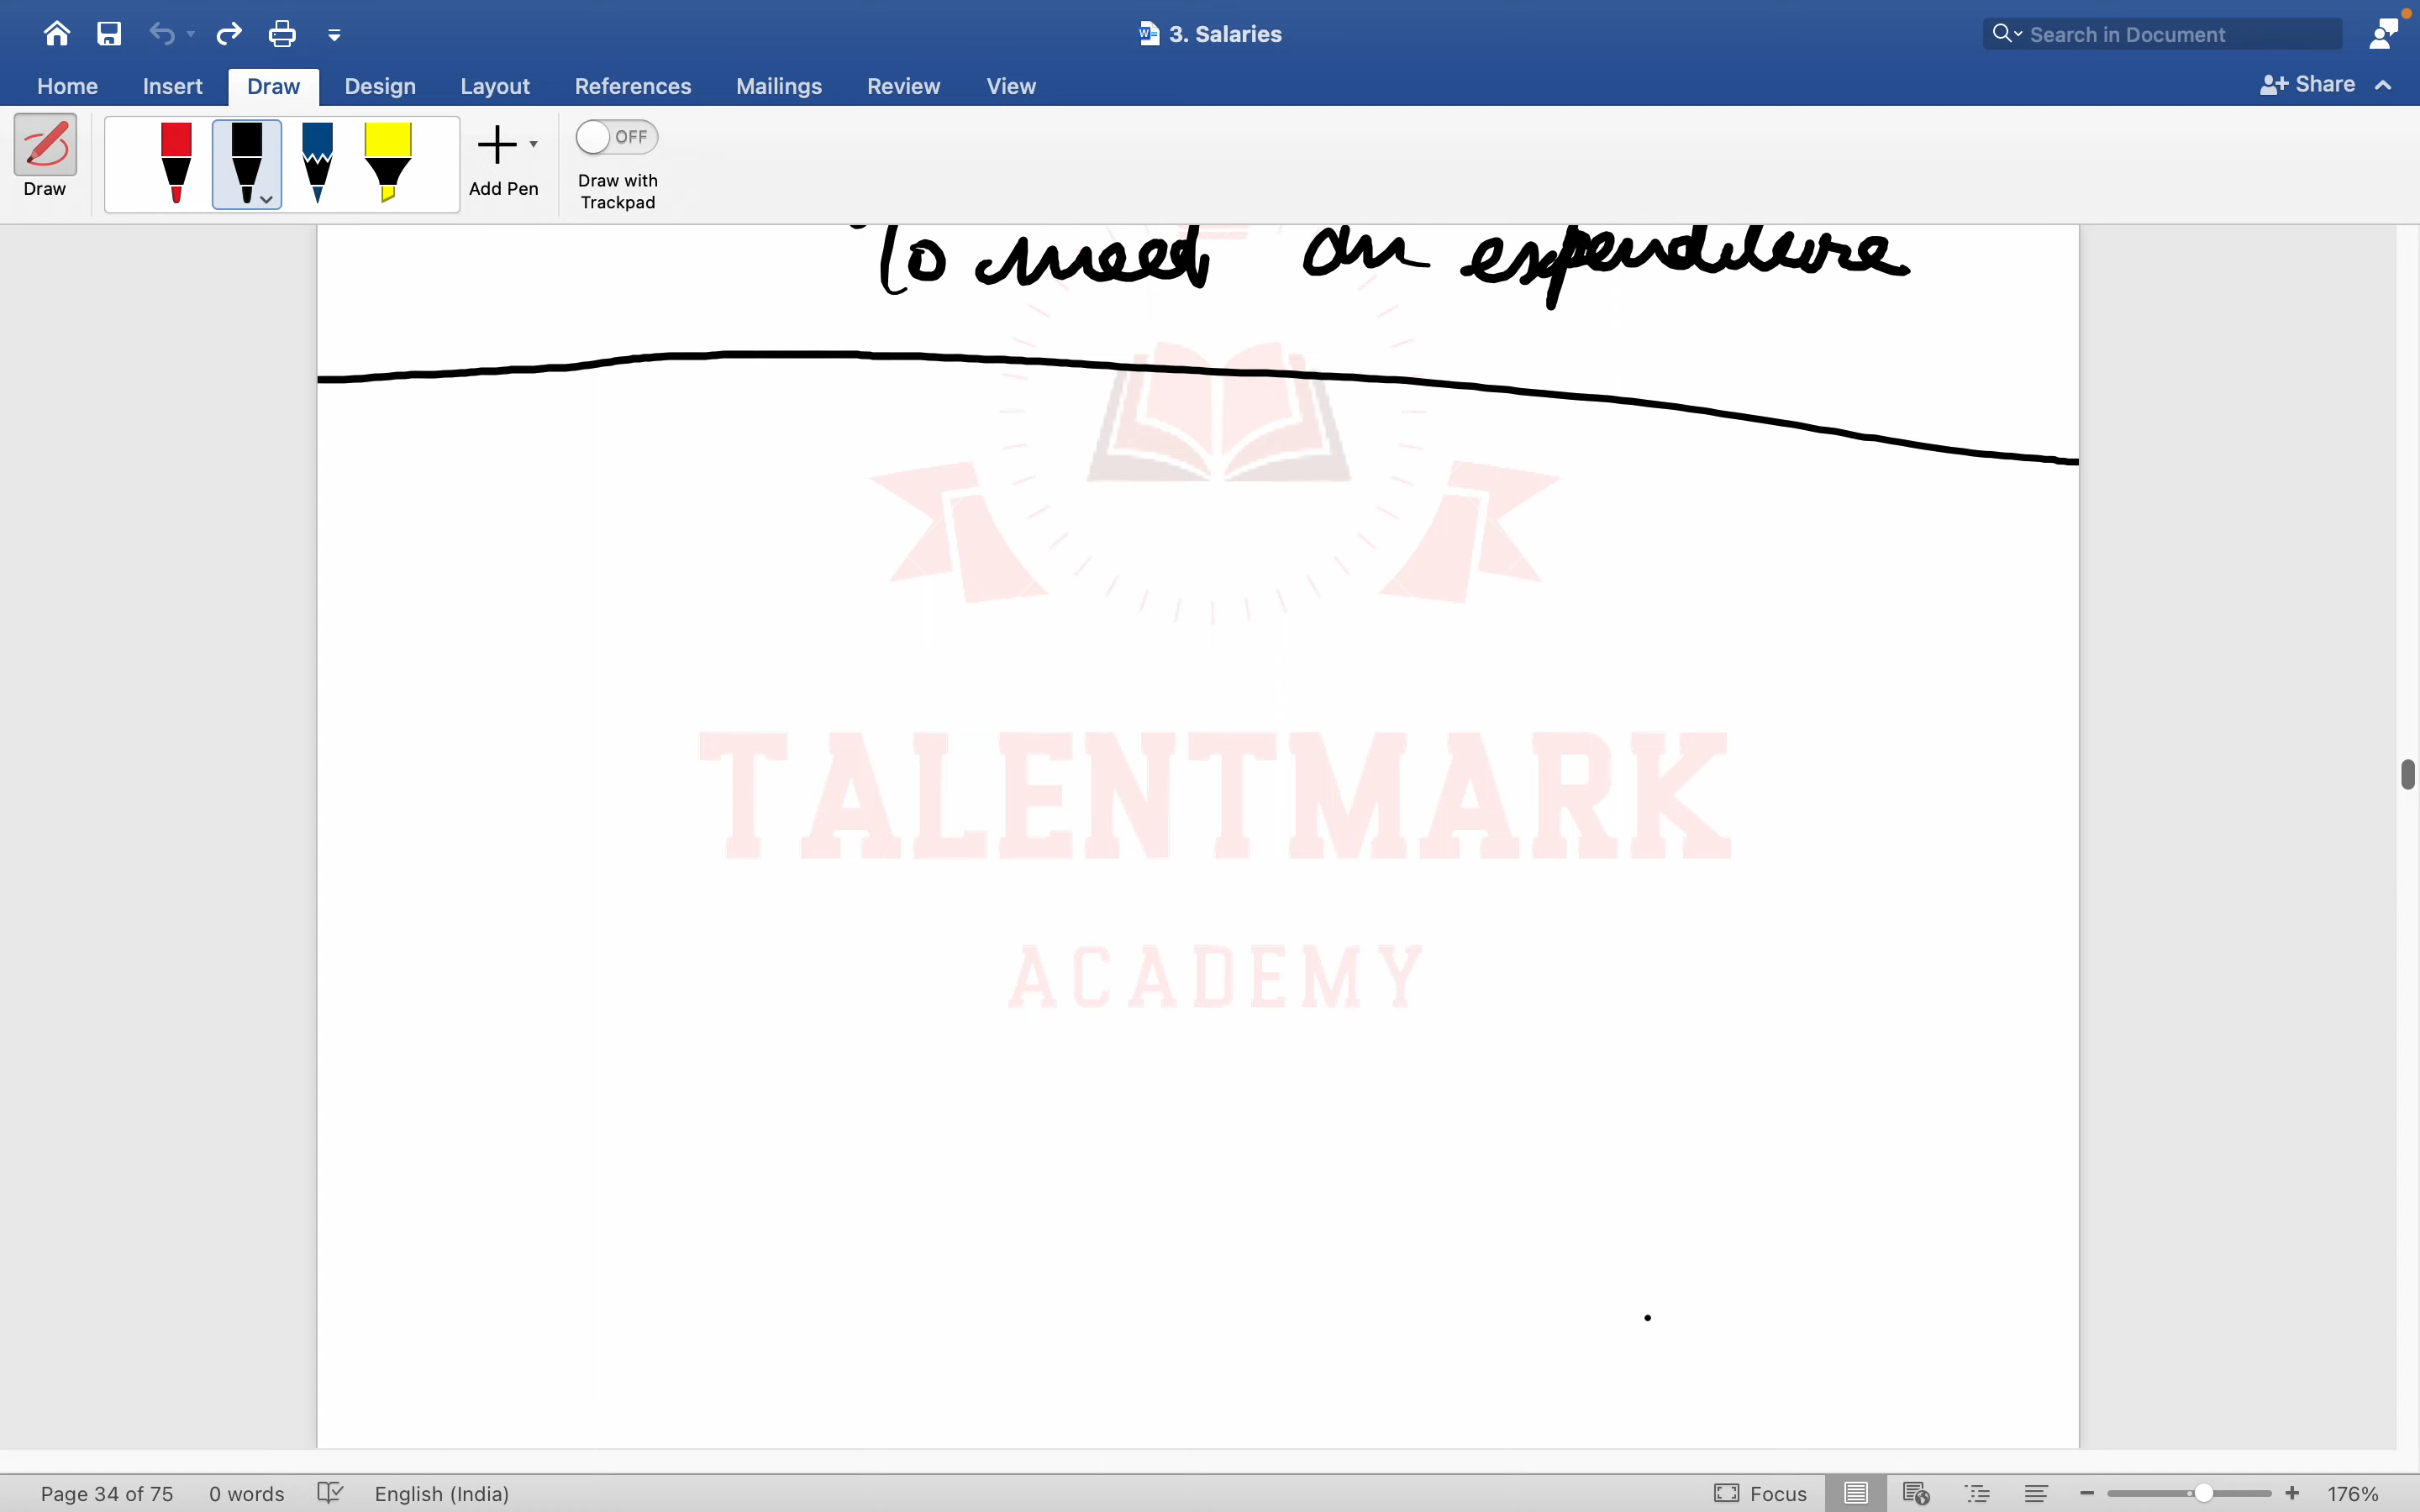 3. Salaries
Search in Document
Home Insert Draw Design Layout References Mailings Review View Share
Draw Add Pen OFF Draw with Trackpad
To meet an expenditure
TALENTMARK
ACADEMY
Page 34 of 75 0 words English (India) Focus 176%